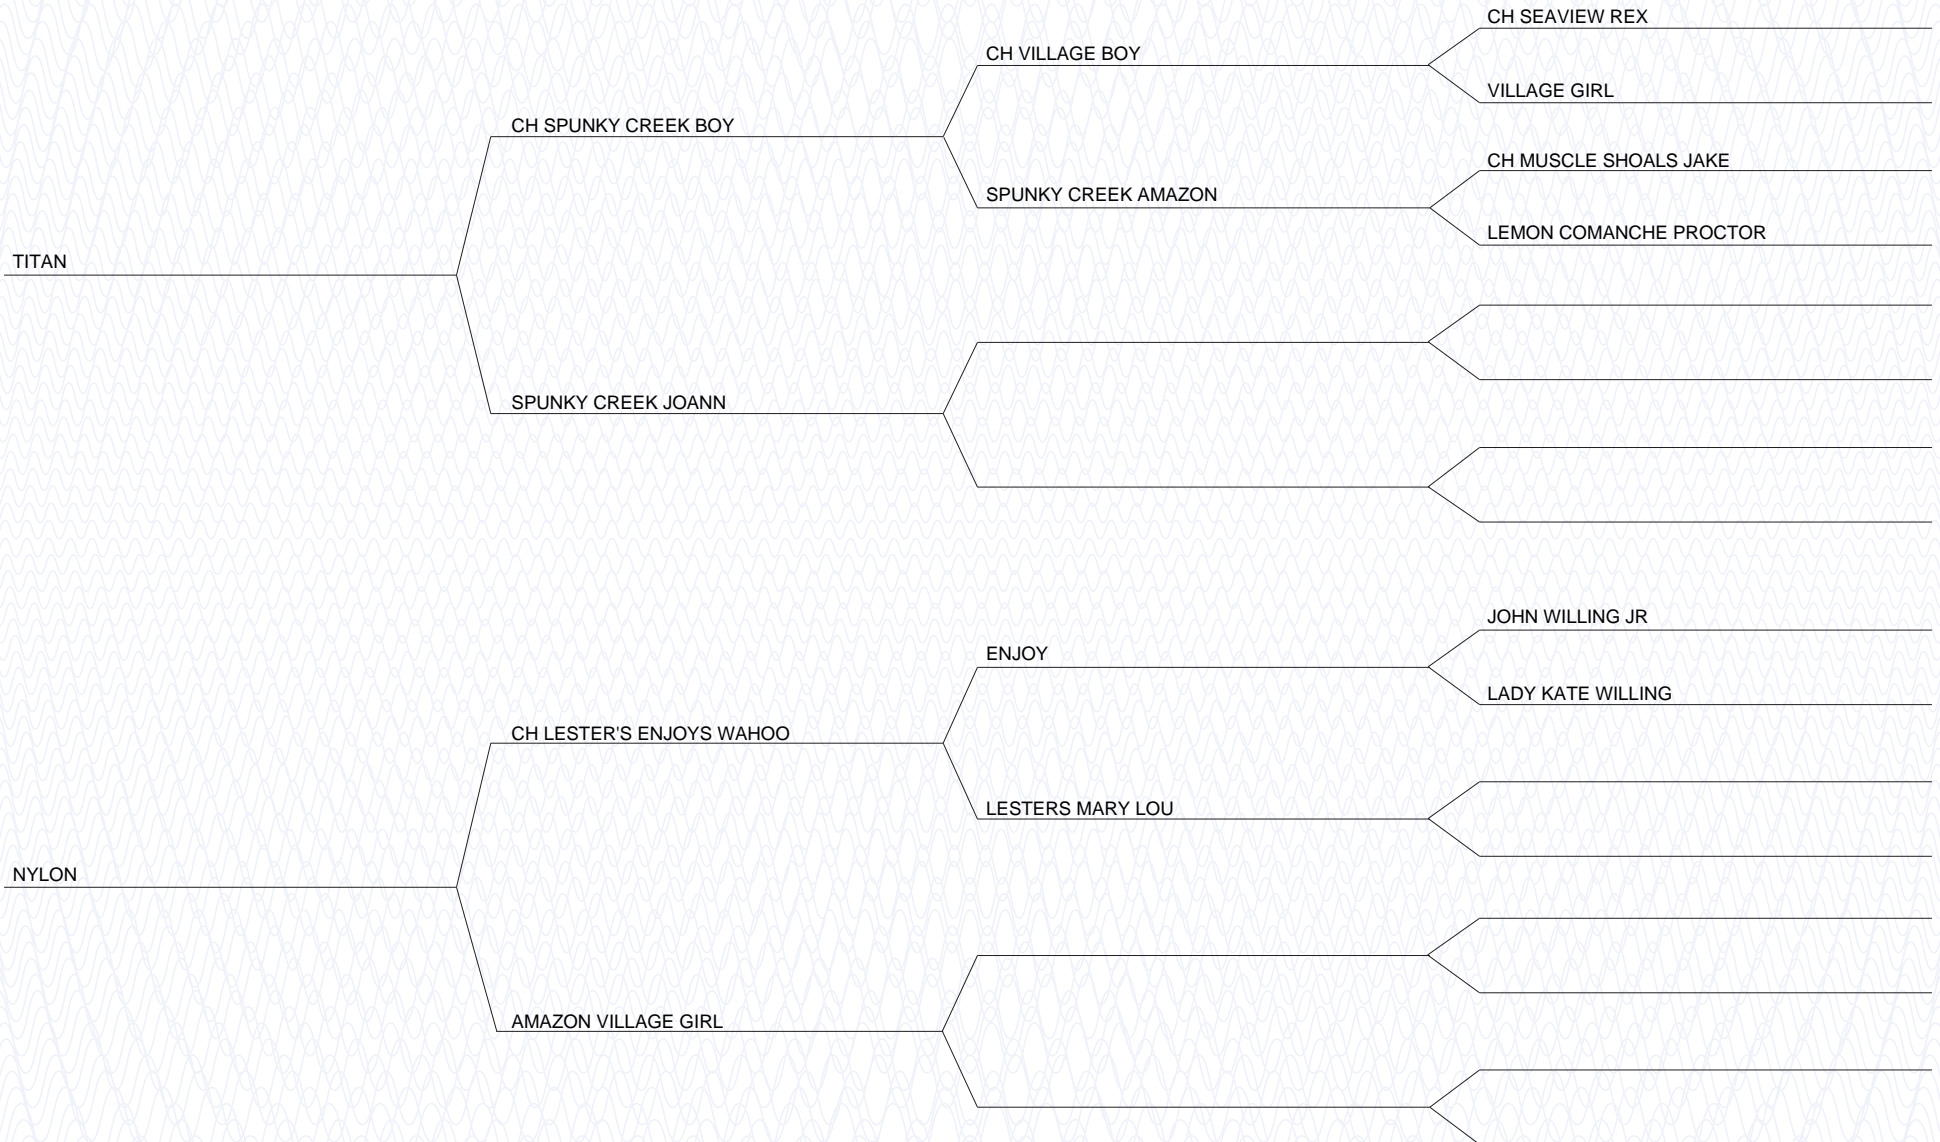 CH SEAVIEW REX
CH VILLAGE BOY
VILLAGE GIRL
CH SPUNKY CREEK BOY
CH MUSCLE SHOALS JAKE
SPUNKY CREEK AMAZON
LEMON COMANCHE PROCTOR
TITAN
SPUNKY CREEK JOANN
JOHN WILLING JR
ENJOY
LADY KATE WILLING
CH LESTER'S ENJOYS WAHOO
LESTERS MARY LOU
NYLON
AMAZON VILLAGE GIRL